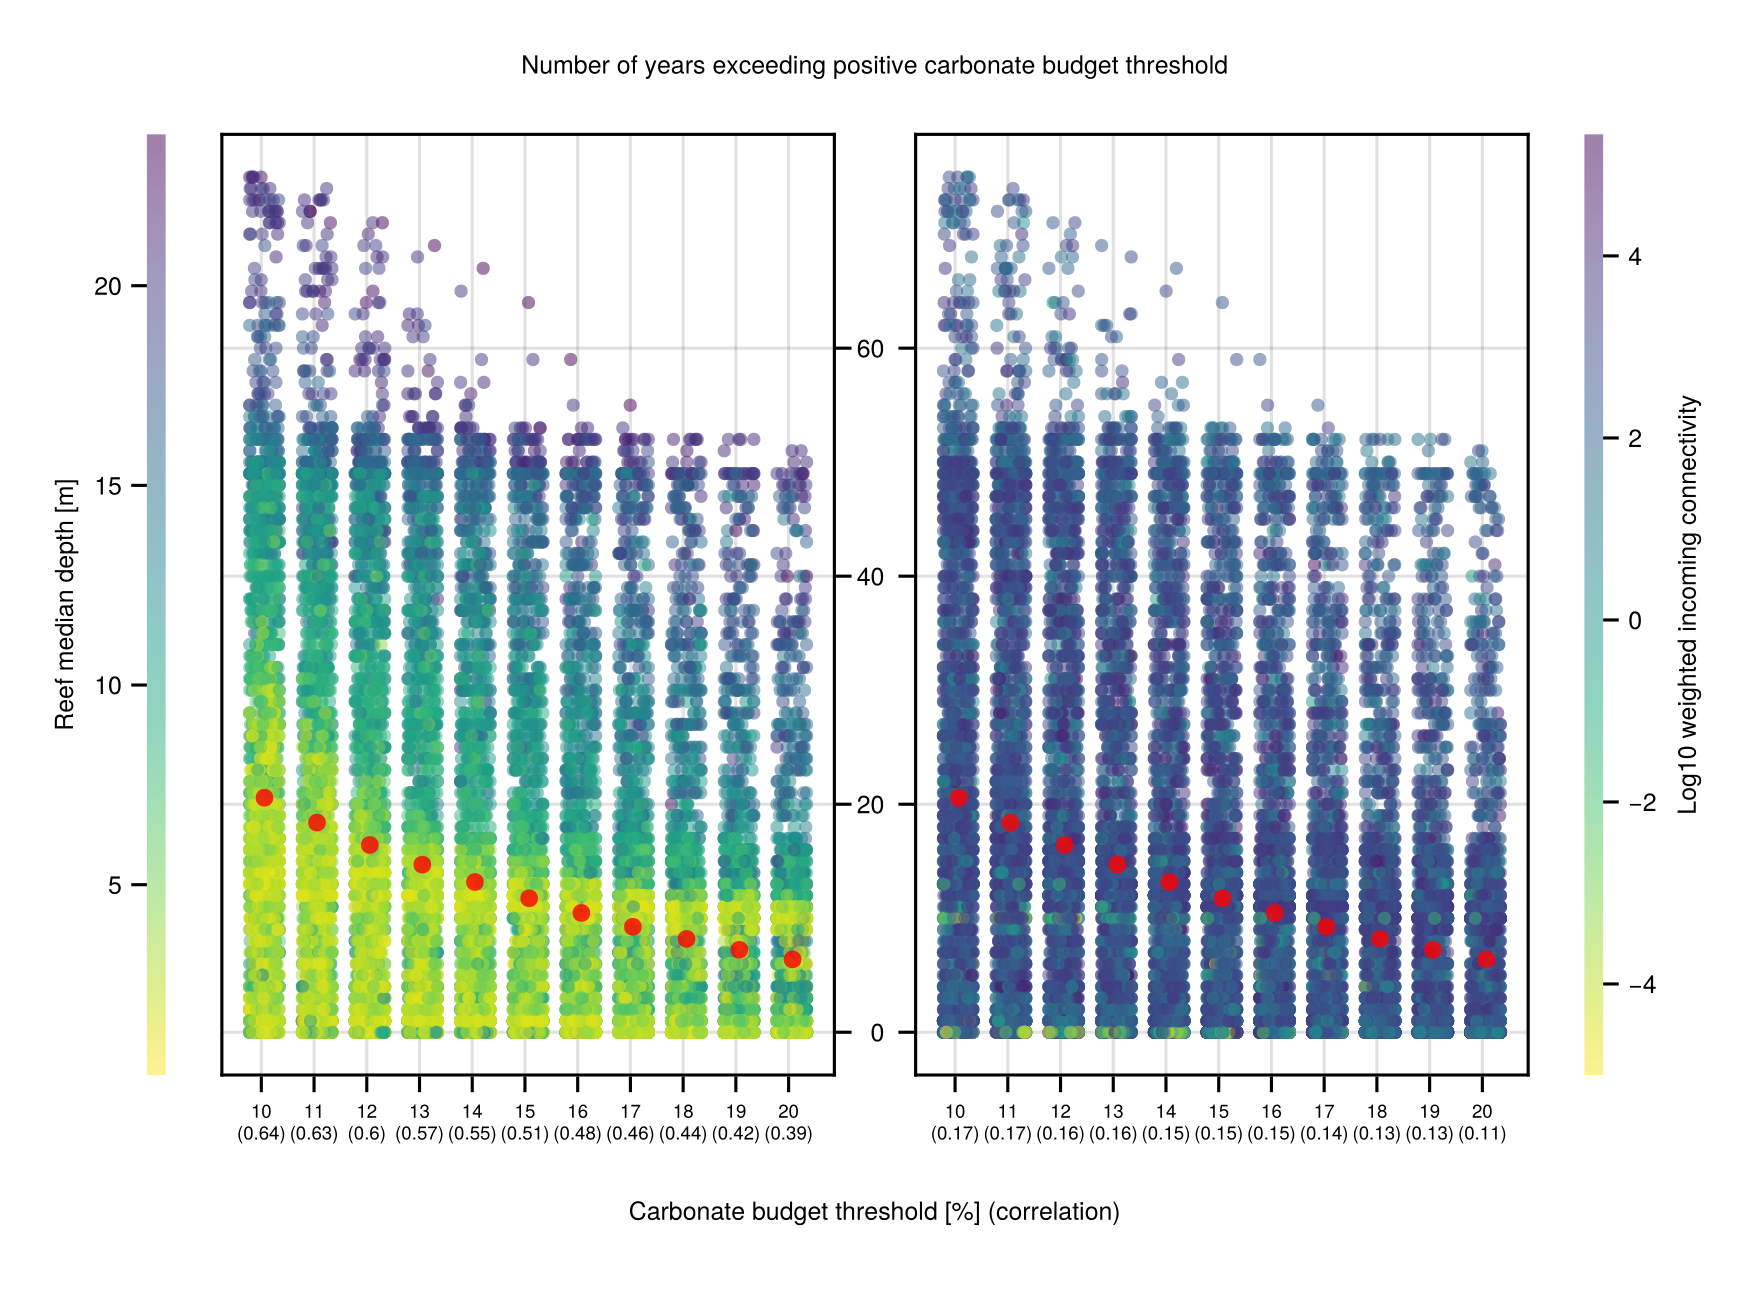 Number of years exceeding positive carbonate budget threshold
Reef median depth [m]
20
15
10
5
60
40
20
0
4
2
0
−2
−4
Log10 weighted incoming connectivity
10 11 12 13 14 15 16 17 18 19 20
(0.64) (0.63) (0.6) (0.57) (0.55) (0.51) (0.48) (0.46) (0.44) (0.42) (0.39)
10 11 12 13 14 15 16 17 18 19 20
(0.17) (0.17) (0.16) (0.16) (0.15) (0.15) (0.15) (0.14) (0.13) (0.13) (0.11)
Carbonate budget threshold [%] (correlation)